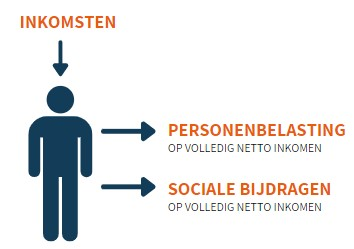 INKOMSTEN
PERSONENBELASTING
OP VOLLEDIG NETTO INKOMEN
SOCIALE BIJDRAGEN
OP VOLLEDIG NETTO INKOMEN